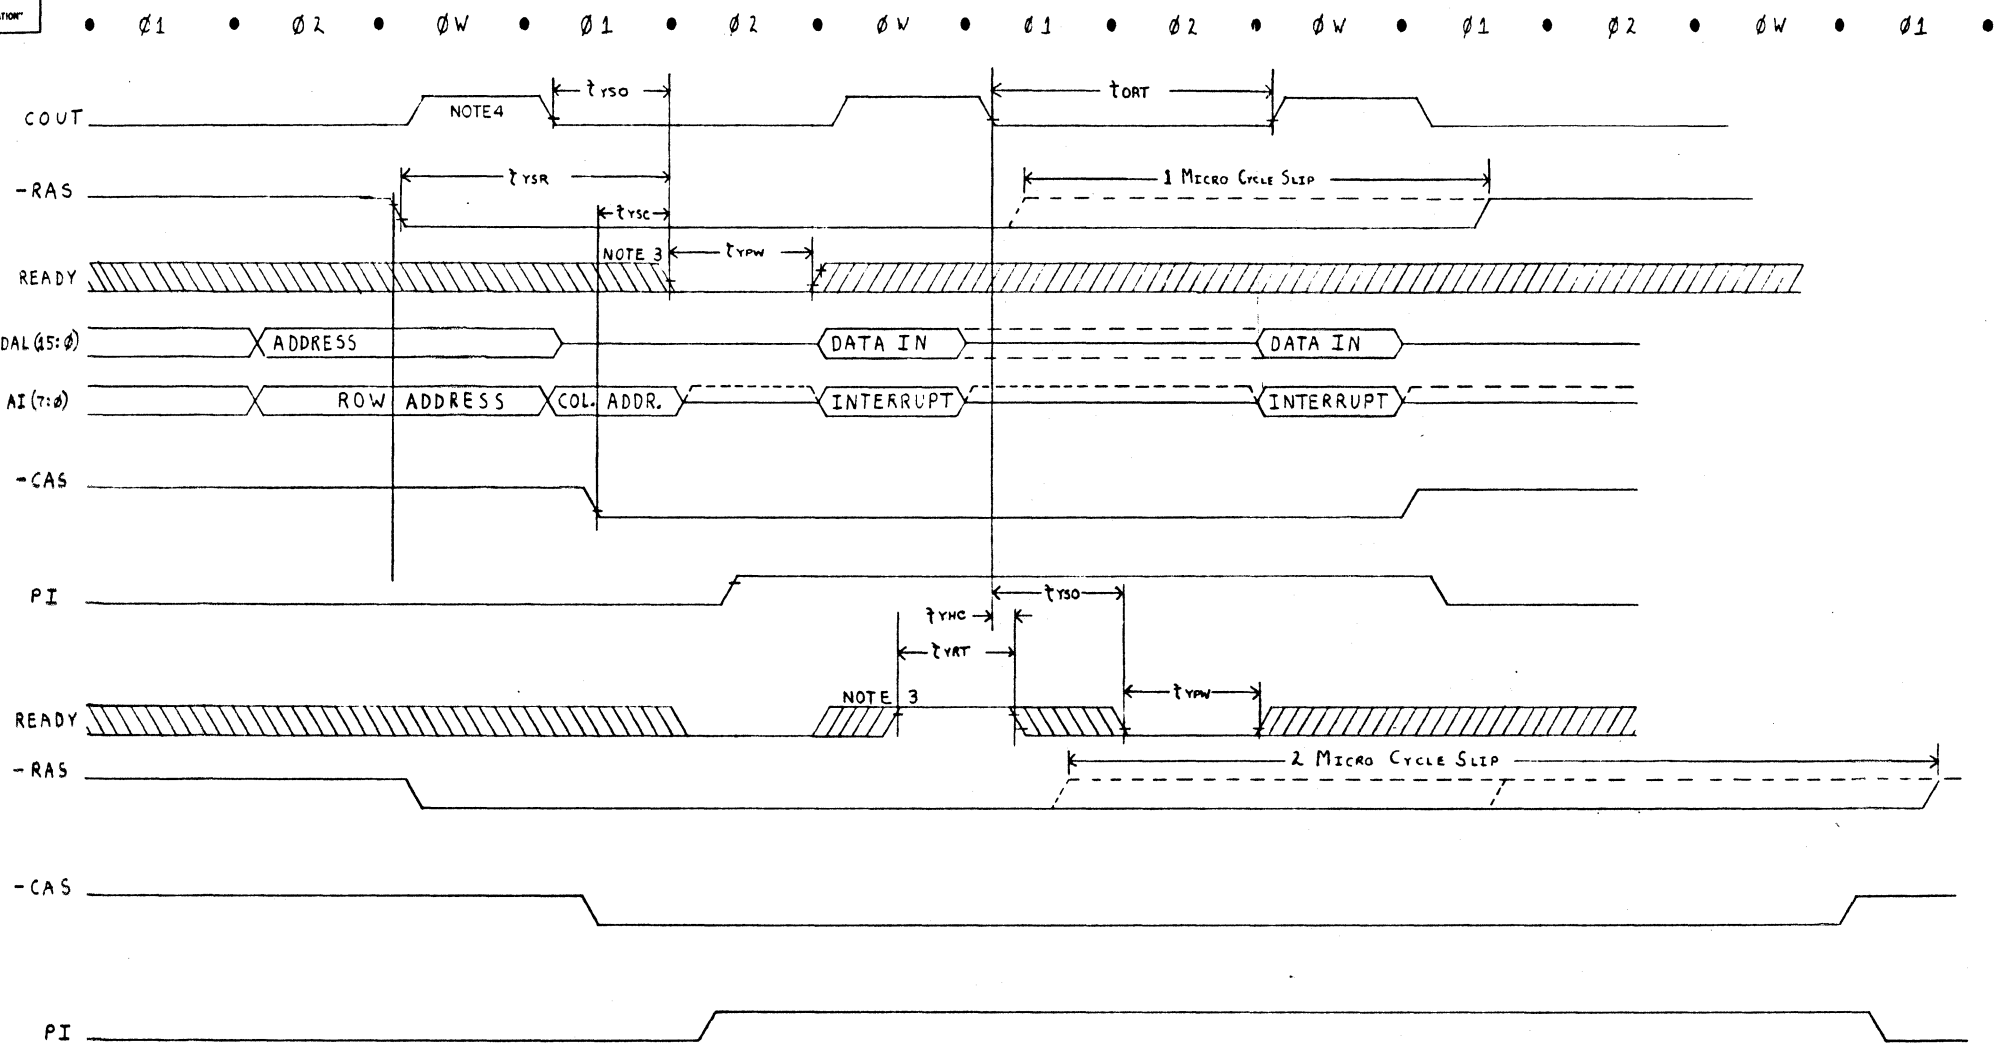 ATION"
Ø1 Ø2 ØW Ø1 Ø2 ØW Ø1 Ø2 ØW Ø1 Ø2 ØW Ø1
COUT NOTE4 tYSO tORT
-RAS tYSR 1 MICRO CYCLE SLIP
tYSC
READY NOTE 3 tYPW
DAL (15:Ø) ADDRESS DATA IN DATA IN
AI (7:Ø) ROW ADDRESS COL. ADDR. INTERRUPT INTERRUPT
-CAS
PI tYSO
tYHC
tYRT
READY NOTE 3 tYPW
-RAS 2 MICRO CYCLE SLIP
-CAS
PI